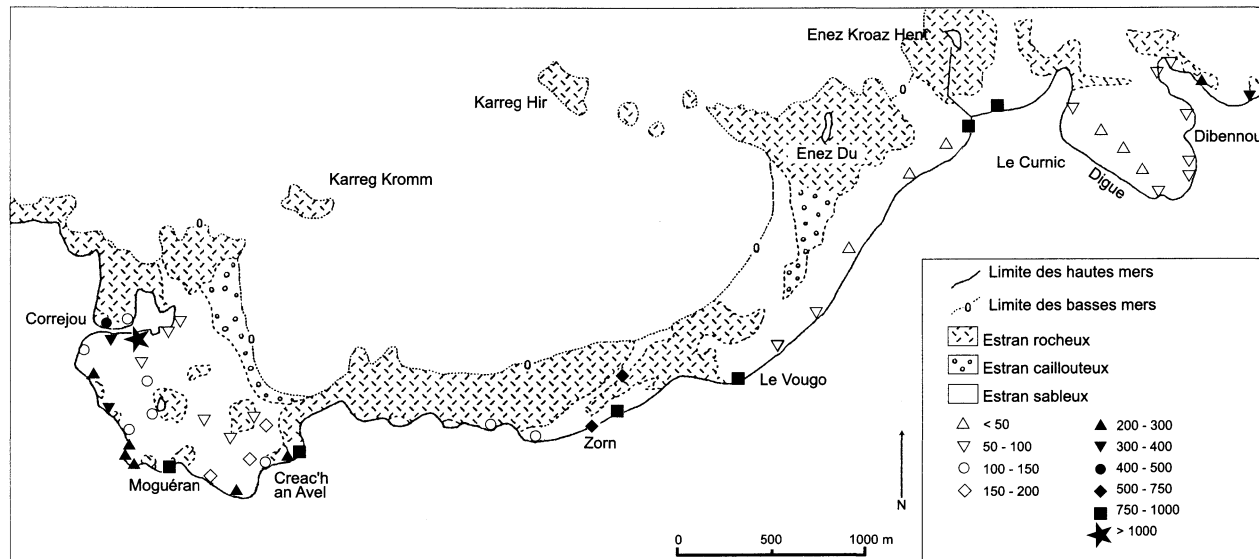 Enez Kroaz Hent
Karreg Hir
0
Dibennou
Enez Du
Le Curnic
Karreg Kromm
Digue
0
0
Correjou
0
0
Le Vougo
Zorn
Moguéran
Creac'h
an Avel
N
0 500 1000 m
Limite des hautes mers
0 Limite des basses mers
Estran rocheux
Estran caillouteux
Estran sableux
< 50
50 - 100
100 - 150
150 - 200
200 - 300
300 - 400
400 - 500
500 - 750
750 - 1000
> 1000